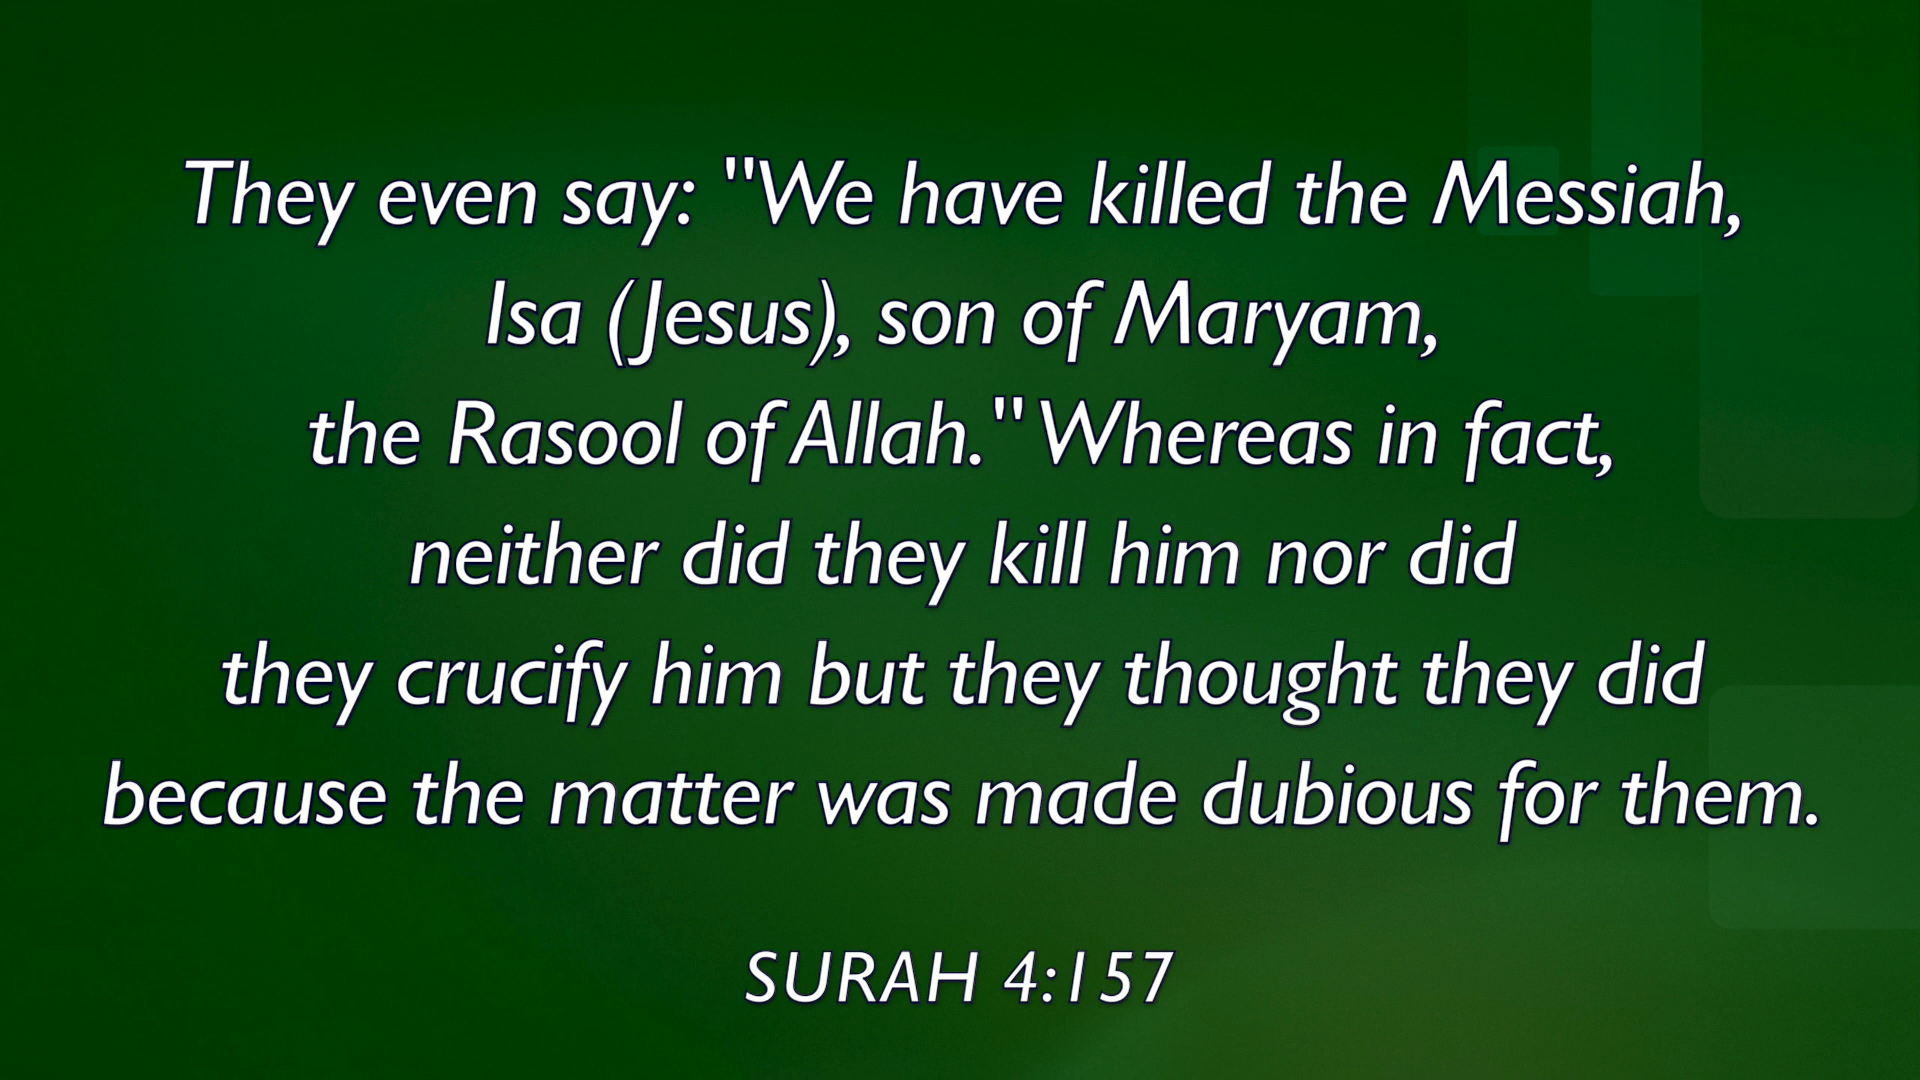 They even say: "We have killed the Messiah,
Isa (Jesus), son of Maryam,
the Rasool of Allah." Whereas in fact,
neither did they kill him nor did
they crucify him but they thought they did
because the matter was made dubious for them.
SURAH 4:157